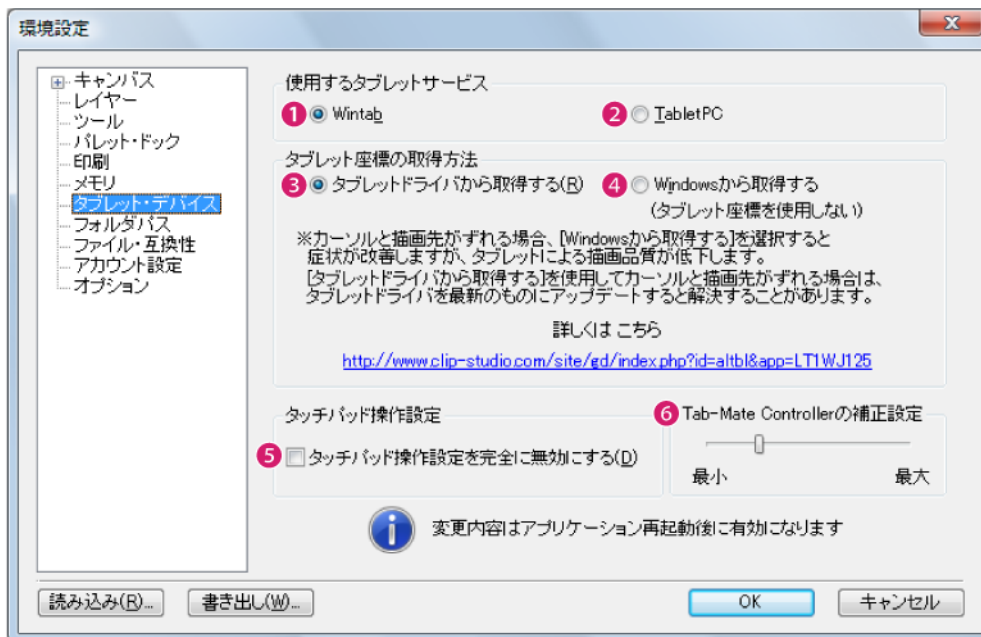 環境設定
キャンバス
レイヤー
ツール
パレット・ドック
印刷
メモリ
タブレット・デバイス
フォルダパス
ファイル・互換性
アカウント設定
オプション
使用するタブレットサービス
1 Wintab
2 TabletPC
タブレット座標の取得方法
3 タブレットドライバから取得する(R)
4 Windowsから取得する
(タブレット座標を使用しない)
※カーソルと描画先がずれる場合、[Windowsから取得する]を選択すると
症状が改善しますが、タブレットによる描画品質が低下します。
[タブレットドライバから取得する]を使用してカーソルと描画先がずれる場合は、
タブレットドライバを最新のものにアップデートすると解決することがあります。
詳しくは こちら
http://www.clip-studio.com/site/gd/index.php?id=altbl&app=LT1WJ125
タッチパッド操作設定
5 タッチパッド操作設定を完全に無効にする(D)
6 Tab-Mate Controllerの補正設定
最小 最大
変更内容はアプリケーション再起動後に有効になります
読み込み(R)... 書き出し(W)... OK キャンセル